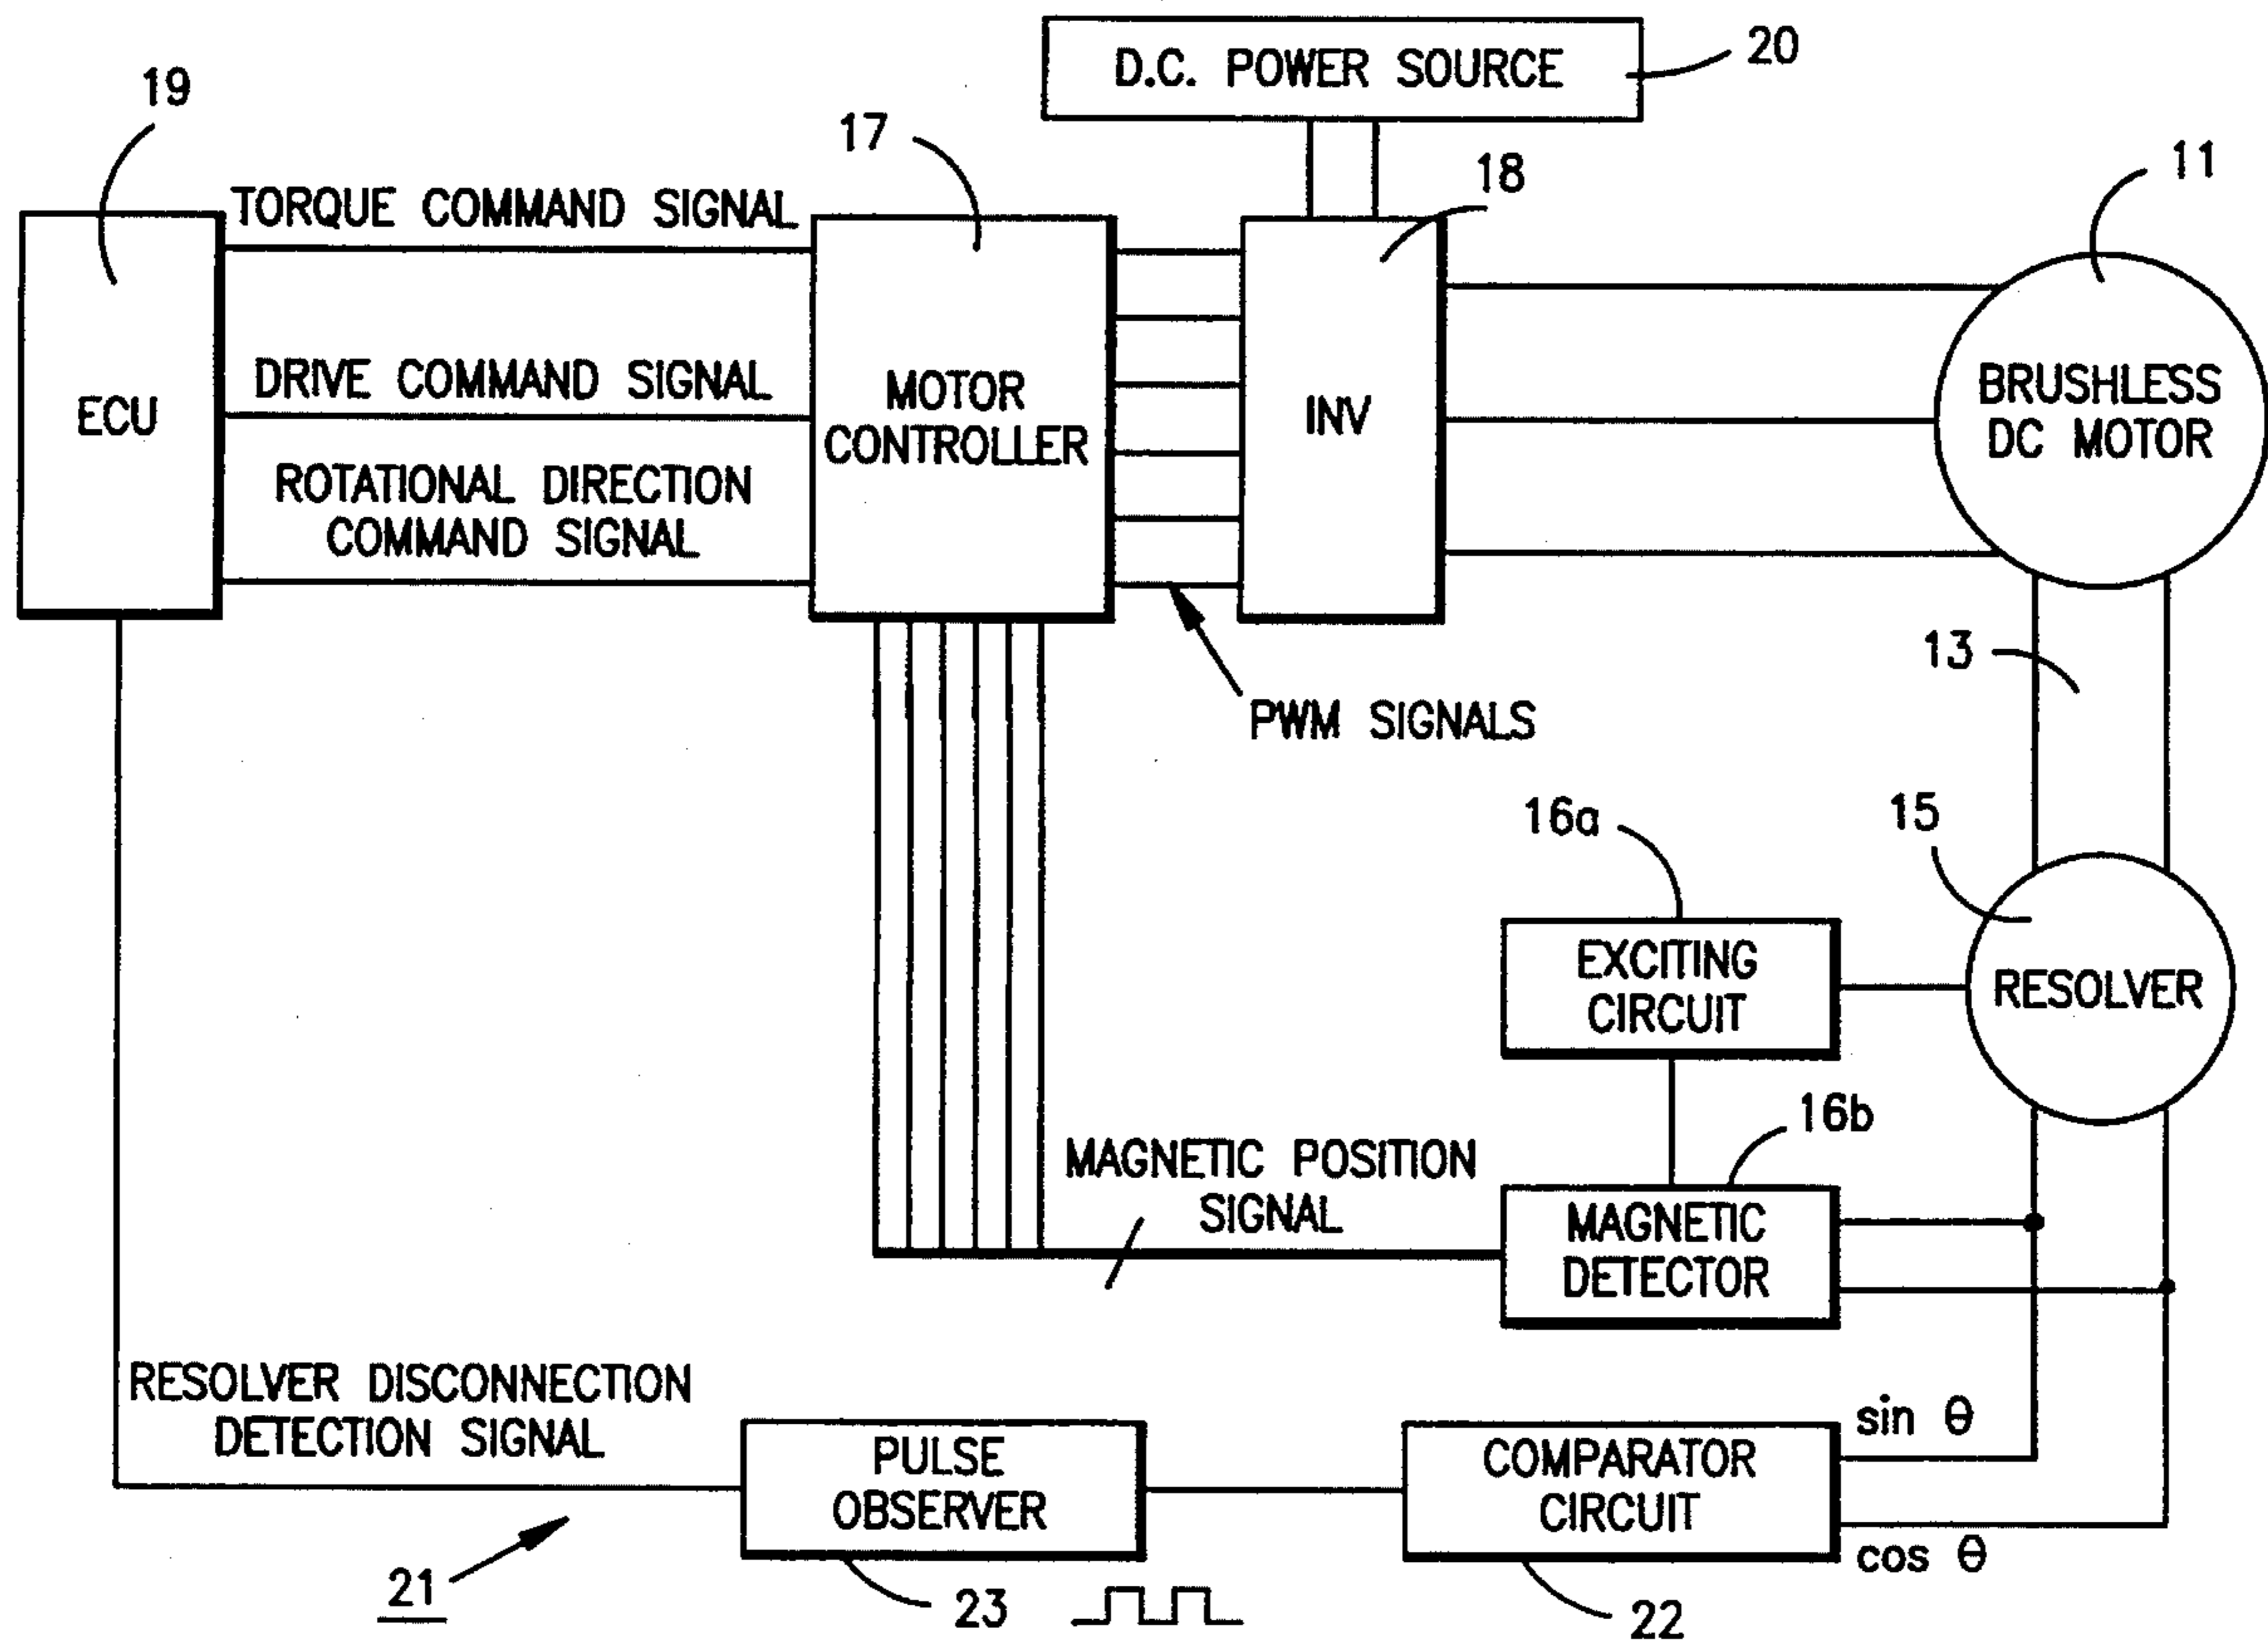 D.C. POWER SOURCE
20
19
17
18
11
TORQUE COMMAND SIGNAL
DRIVE COMMAND SIGNAL
ROTATIONAL DIRECTION
COMMAND SIGNAL
ECU
MOTOR
CONTROLLER
INV
BRUSHLESS
DC MOTOR
13
PWM SIGNALS
16a
15
EXCITING
CIRCUIT
RESOLVER
16b
MAGNETIC POSITION
SIGNAL
MAGNETIC
DETECTOR
RESOLVER DISCONNECTION
DETECTION SIGNAL
PULSE
OBSERVER
COMPARATOR
CIRCUIT
sin θ
cos θ
21
23
22